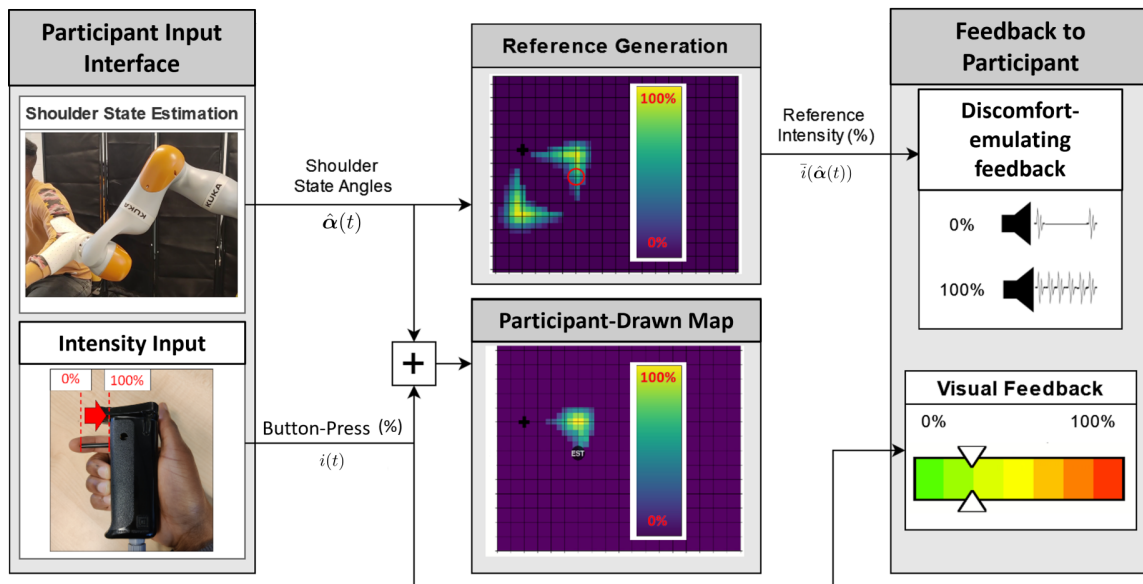 Participant Input
Interface
Shoulder State Estimation
KUKA
KUKA
Intensity Input
0%
100%
Shoulder
State Angles
α̂(t)
Button-Press (%)
i(t)
+
Reference Generation
100%
0%
Participant-Drawn Map
100%
0%
EST
Reference
Intensity (%)
ī(α̂(t))
Feedback to
Participant
Discomfort-
emulating
feedback
0%
100%
Visual Feedback
0%
100%